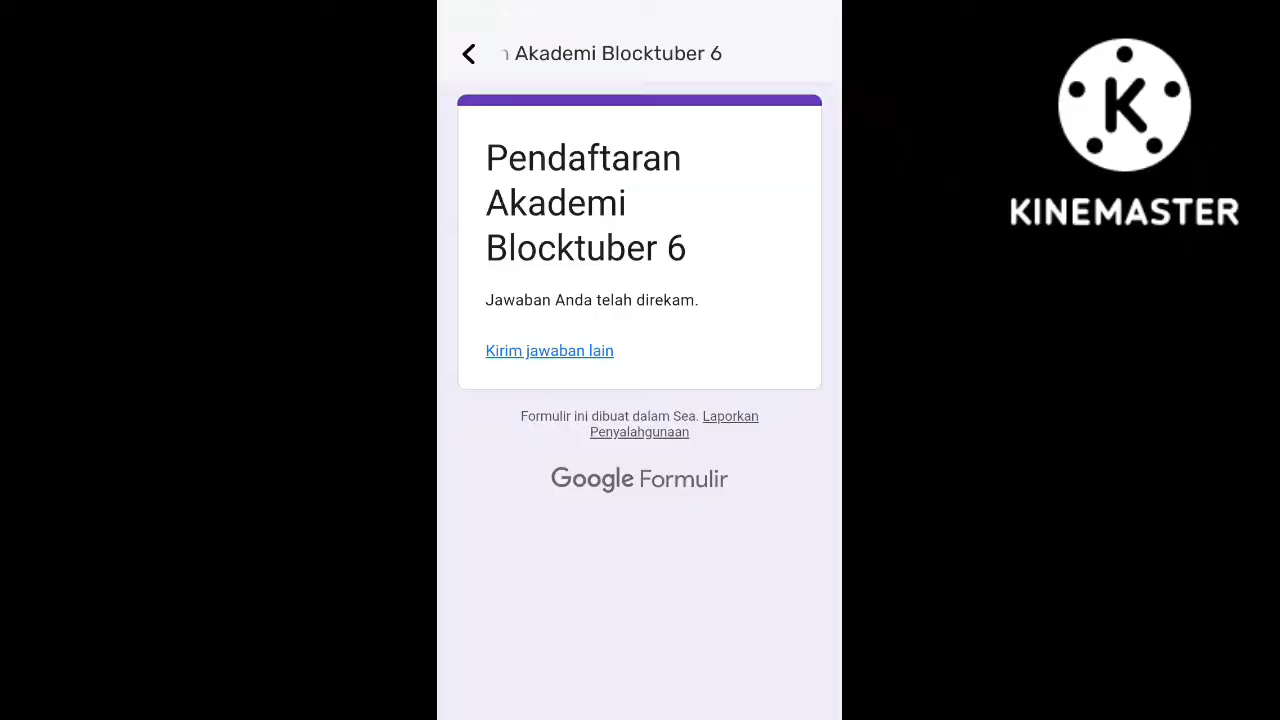 Akademi Blocktuber 6
Pendaftaran
Akademi
Blocktuber 6
Jawaban Anda telah direkam.
Kirim jawaban lain
Formulir ini dibuat dalam Sea. Laporkan
Penyalahgunaan
Google Formulir
K
KINEMASTER